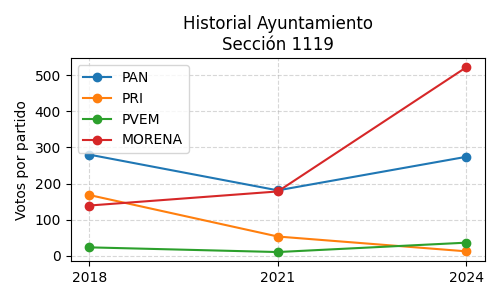 Historial Ayuntamiento
Sección 1119
Votos por partido
500
400
300
200
100
0
PAN
PRI
PVEM
MORENA
2018
2021
2024